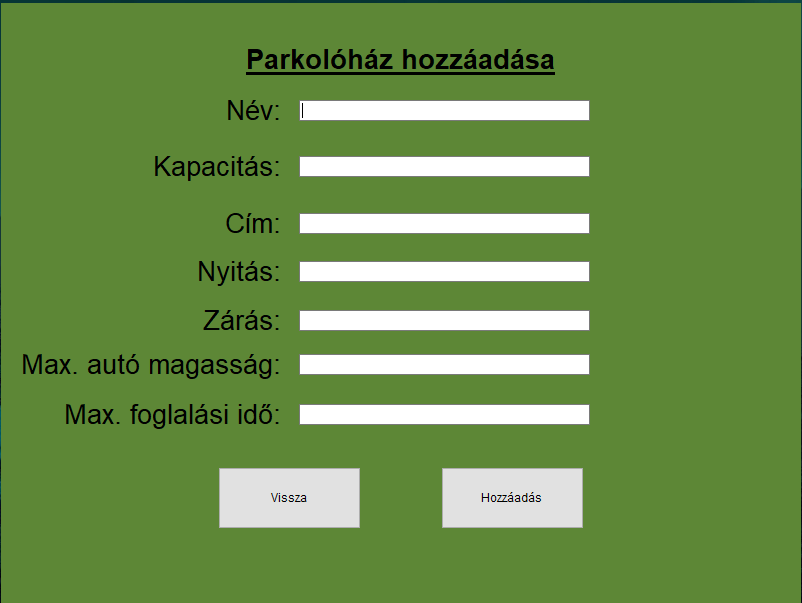 Parkolóház hozzáadása
Név:
Kapacitás:
Cím:
Nyitás:
Zárás:
Max. autó magasság:
Max. foglalási idő:
Vissza
Hozzáadás